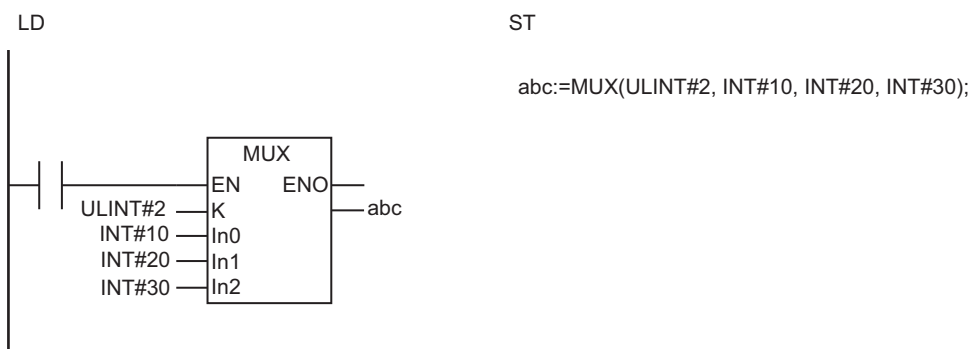 LD
ST
abc:=MUX(ULINT#2, INT#10, INT#20, INT#30);
MUX
EN ENO
ULINT#2 K abc
INT#10 In0
INT#20 In1
INT#30 In2